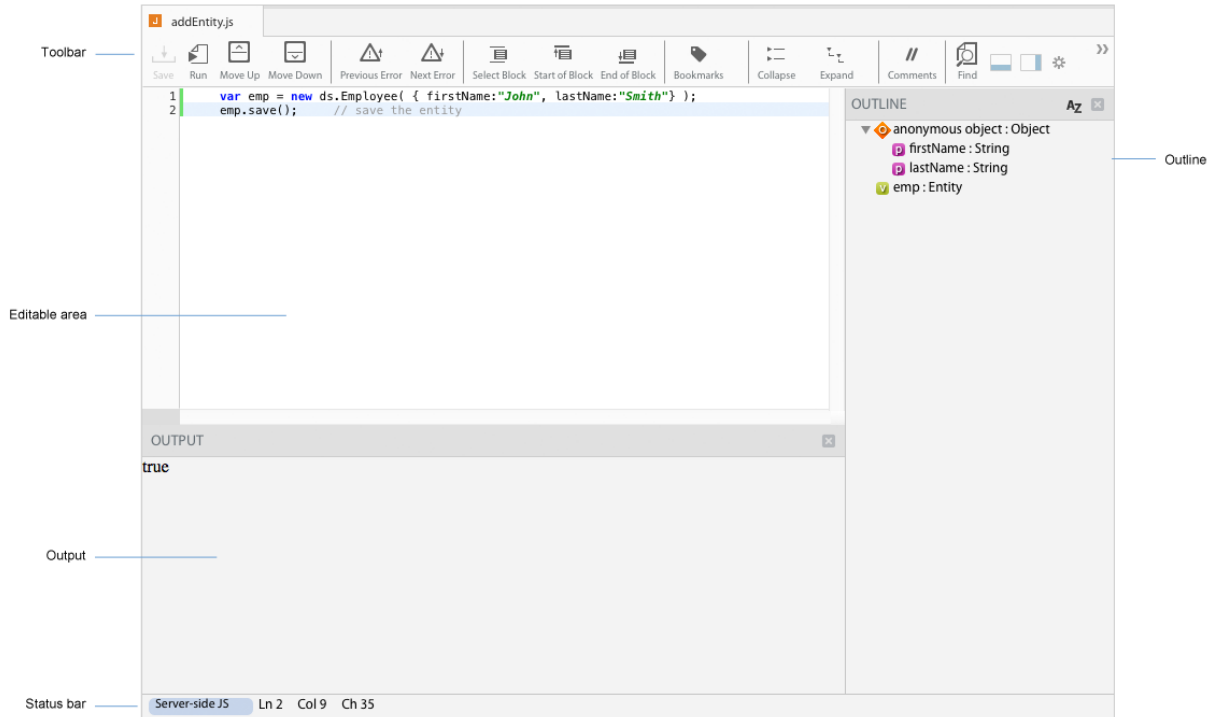 J addEntity.js
Toolbar
Save Run Move Up Move Down Previous Error Next Error Select Block Start of Block End of Block Bookmarks Collapse Expand Comments Find
1 var emp = new ds.Employee( { firstName:"John", lastName:"Smith"} );
2 emp.save(); // save the entity
OUTLINE AZ
anonymous object : Object
p firstName : String
p lastName : String
v emp : Entity
Outline
Editable area
OUTPUT
true
Output
Status bar
Server-side JS Ln 2 Col 9 Ch 35